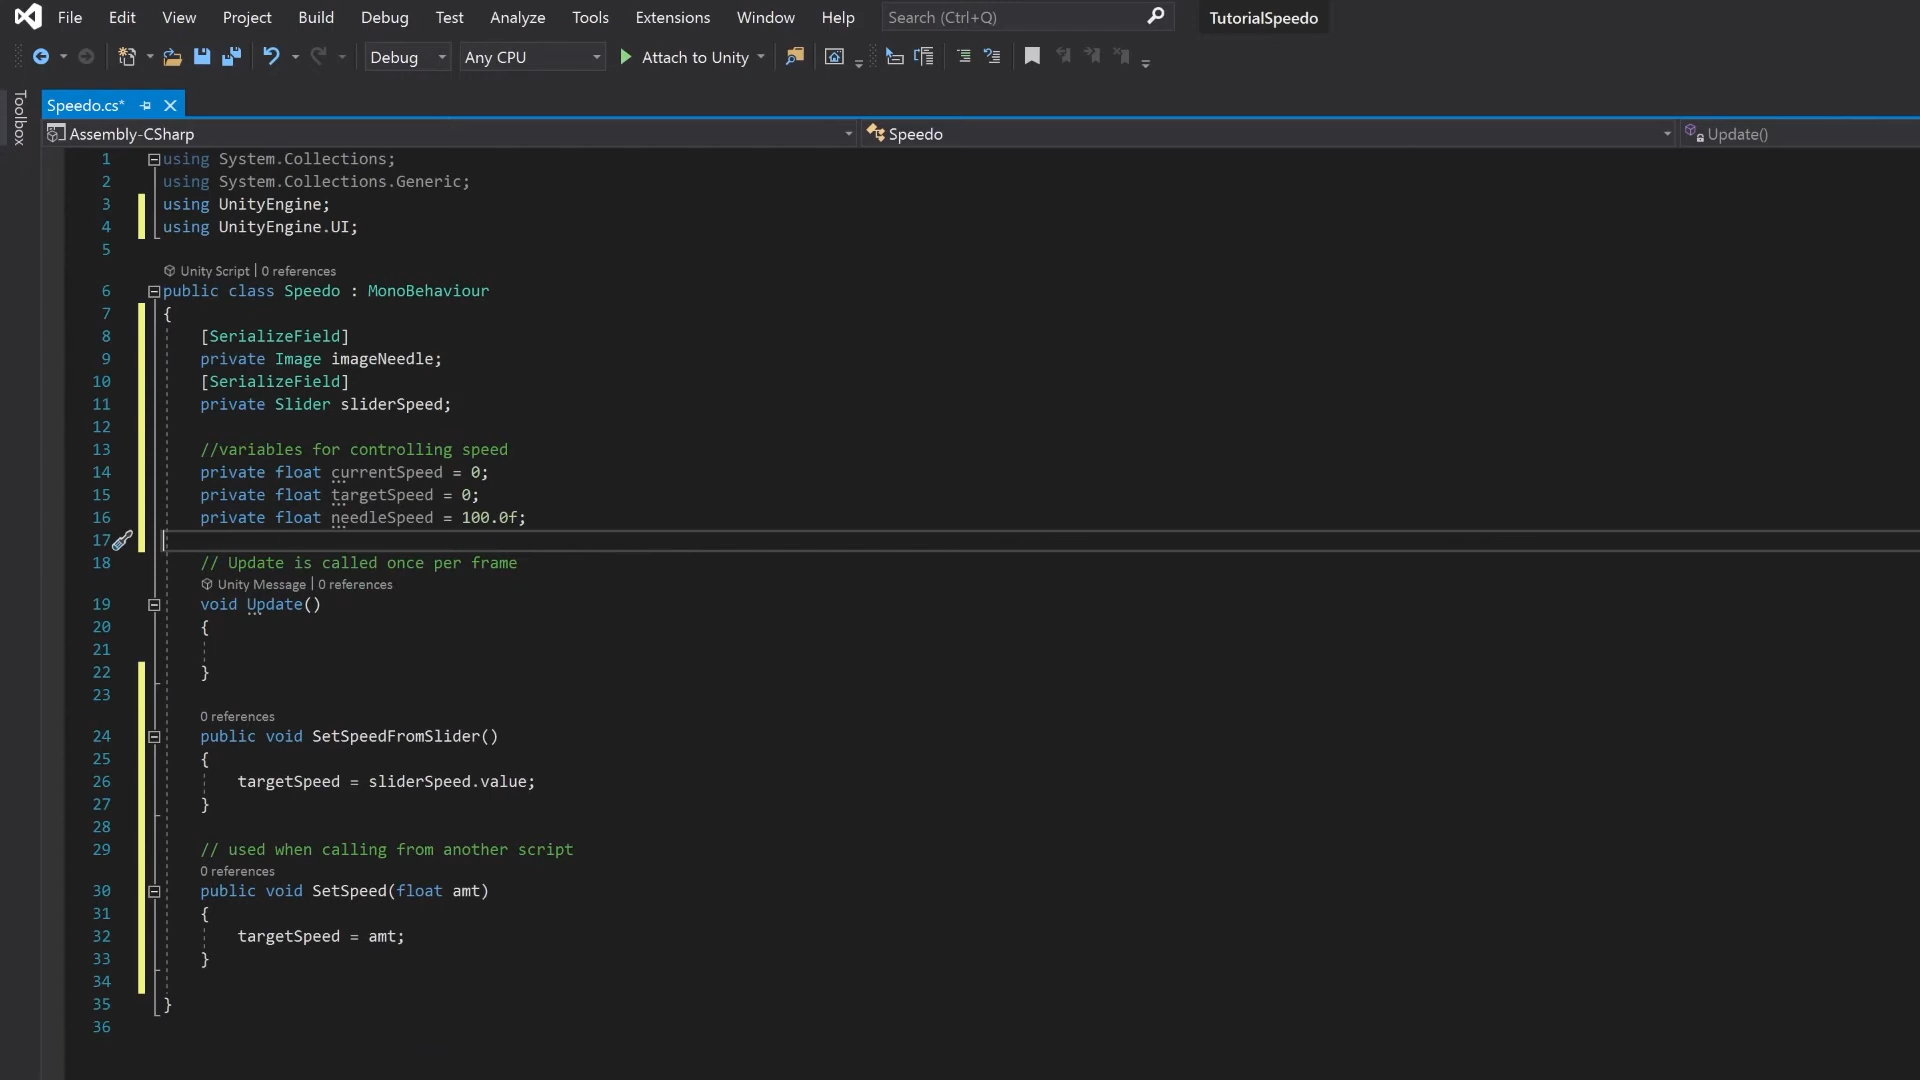 File Edit View Project Build Debug Test Analyze Tools Extensions Window Help Search (Ctrl+Q) TutorialSpeedo
Debug Any CPU Attach to Unity
Toolbox
Speedo.cs*
Assembly-CSharp Speedo Update()
1 using System.Collections;
2 using System.Collections.Generic;
3 using UnityEngine;
4 using UnityEngine.UI;
5
Unity Script | 0 references
6 public class Speedo : MonoBehaviour
7 {
8 [SerializeField]
9 private Image imageNeedle;
10 [SerializeField]
11 private Slider sliderSpeed;
12
13 //variables for controlling speed
14 private float currentSpeed = 0;
15 private float targetSpeed = 0;
16 private float needleSpeed = 100.0f;
17
18 // Update is called once per frame
Unity Message | 0 references
19 void Update()
20 {
21
22 }
23
0 references
24 public void SetSpeedFromSlider()
25 {
26 targetSpeed = sliderSpeed.value;
27 }
28
29 // used when calling from another script
0 references
30 public void SetSpeed(float amt)
31 {
32 targetSpeed = amt;
33 }
34
35 }
36